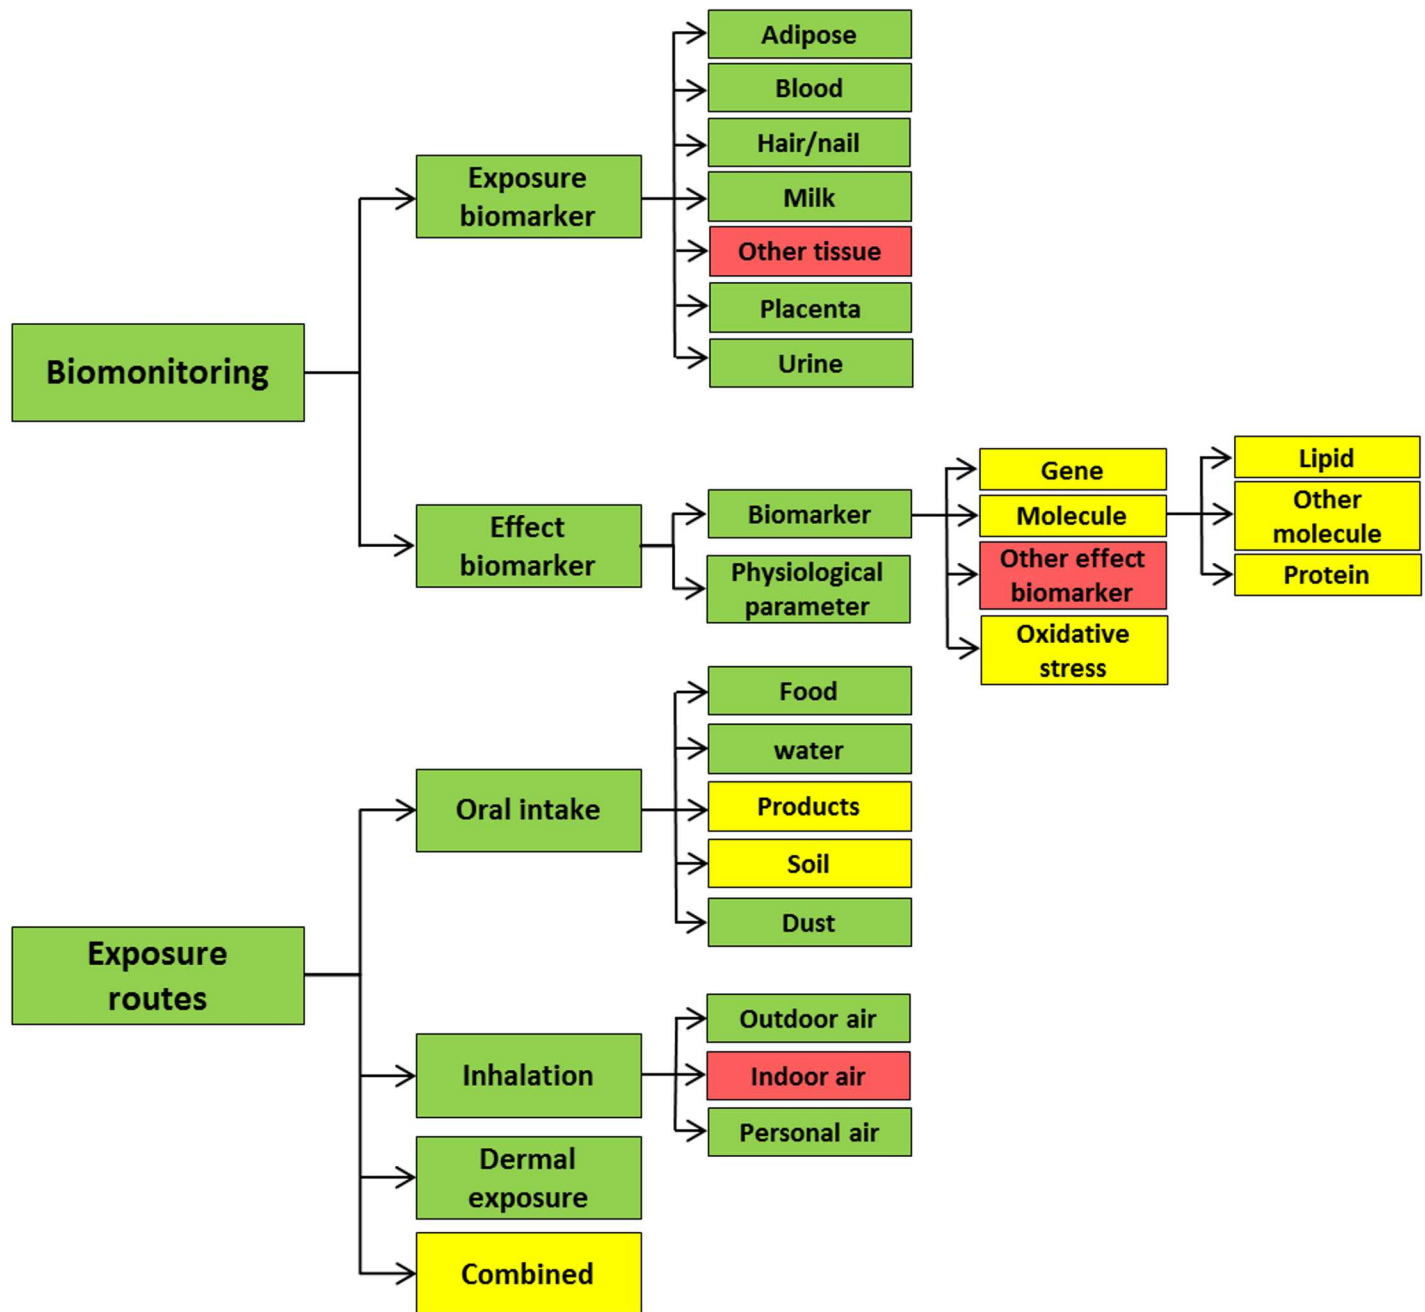 Adipose
Blood
Hair/nail
Exposure
biomarker
Milk
Other tissue
Placenta
Urine
Biomonitoring
Effect
biomarker
Biomarker
Physiological
parameter
Gene
Molecule
Other effect
biomarker
Oxidative
stress
Lipid
Other
molecule
Protein
Exposure
routes
Oral intake
Food
water
Products
Soil
Dust
Inhalation
Outdoor air
Indoor air
Personal air
Dermal
exposure
Combined